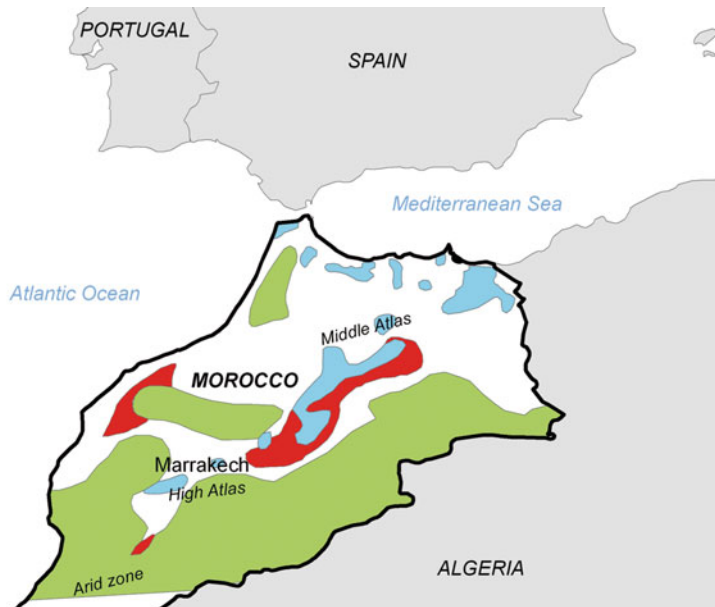 PORTUGAL
SPAIN
Mediterranean Sea
Atlantic Ocean
Middle Atlas
MOROCCO
Marrakech
High Atlas
Arid zone
ALGERIA